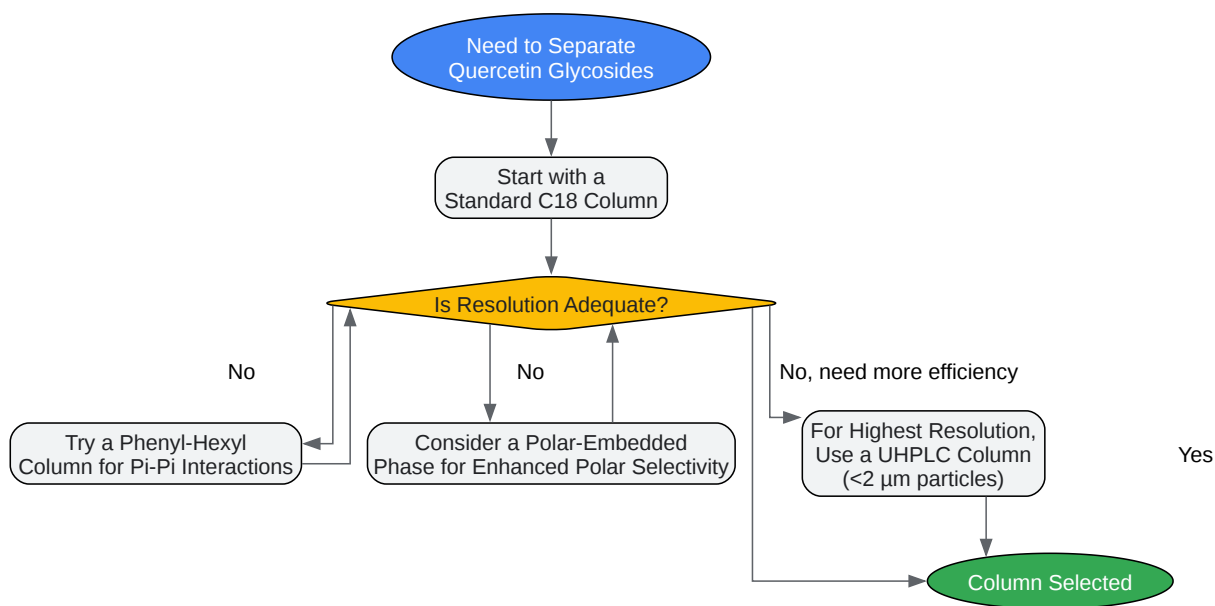 Need to Separate
Quercetin Glycosides
Start with a
Standard C18 Column
Is Resolution Adequate?
No
No
No, need more efficiency
Try a Phenyl-Hexyl
Column for Pi-Pi Interactions
Consider a Polar-Embedded
Phase for Enhanced Polar Selectivity
For Highest Resolution,
Use a UHPLC Column
(<2 µm particles)
Yes
Column Selected